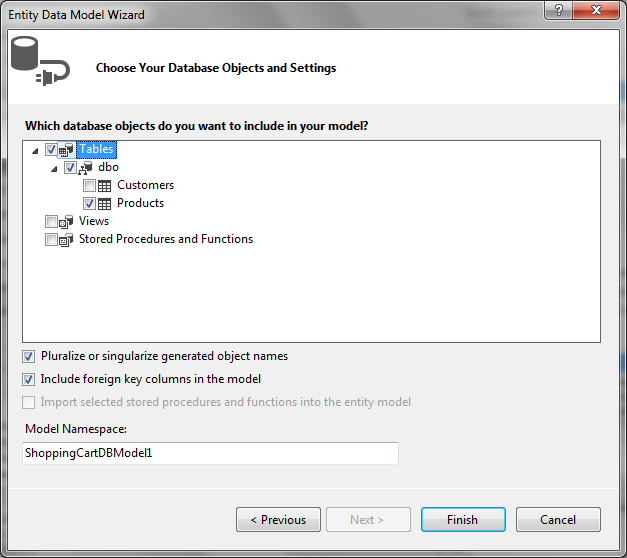 Entity Data Model Wizard
?
Choose Your Database Objects and Settings
Which database objects do you want to include in your model?
Tables
dbo
Customers
Products
Views
Stored Procedures and Functions
Pluralize or singularize generated object names
Include foreign key columns in the model
Import selected stored procedures and functions into the entity model
Model Namespace:
ShoppingCartDBModel1
< Previous
Next >
Finish
Cancel